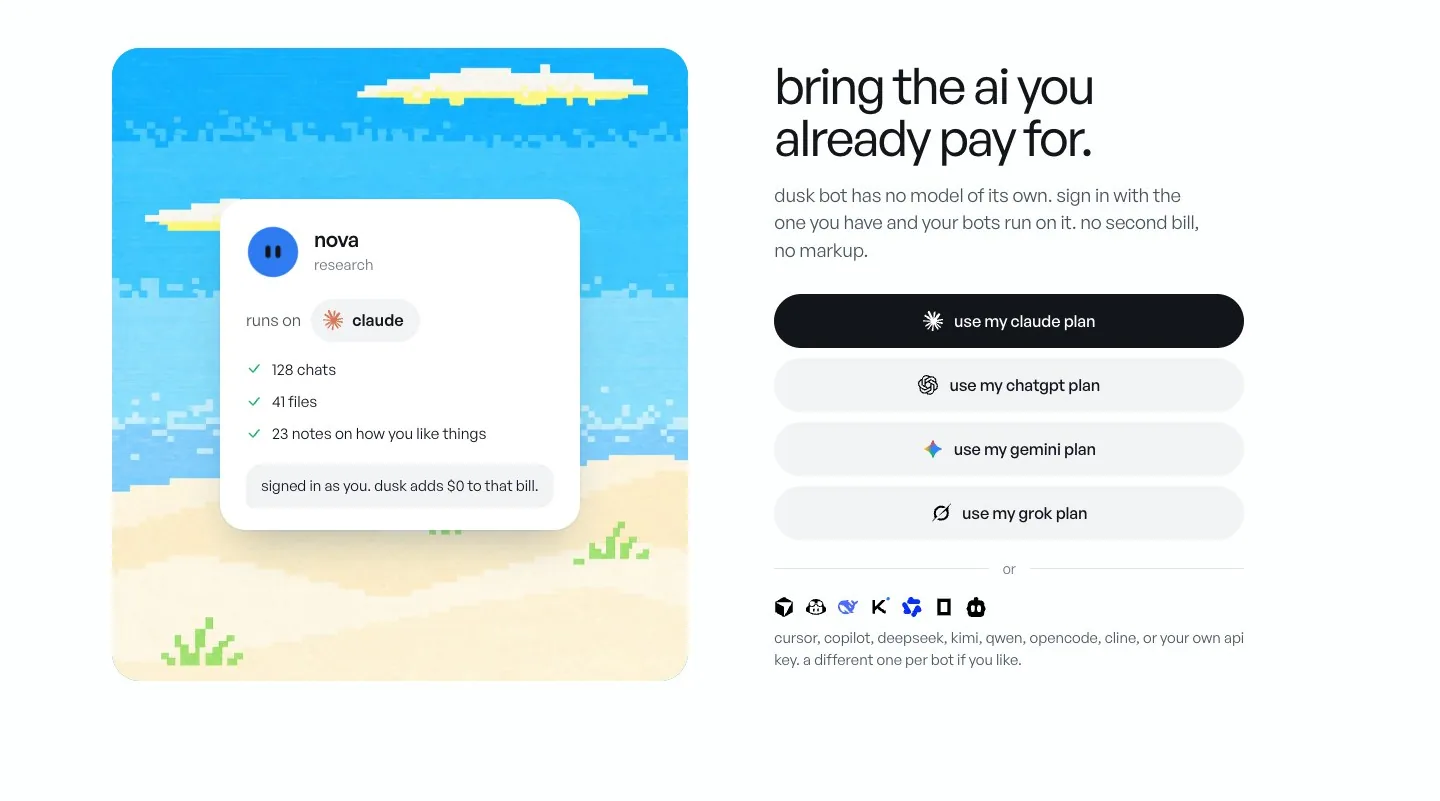 nova
research
runs on claude
128 chats
41 files
23 notes on how you like things
signed in as you. dusk adds $0 to that bill.
bring the ai you
already pay for.
dusk bot has no model of its own. sign in with the
one you have and your bots run on it. no second bill,
no markup.
use my claude plan
use my chatgpt plan
use my gemini plan
use my grok plan
or
cursor, copilot, deepseek, kimi, qwen, opencode, cline, or your own api
key. a different one per bot if you like.